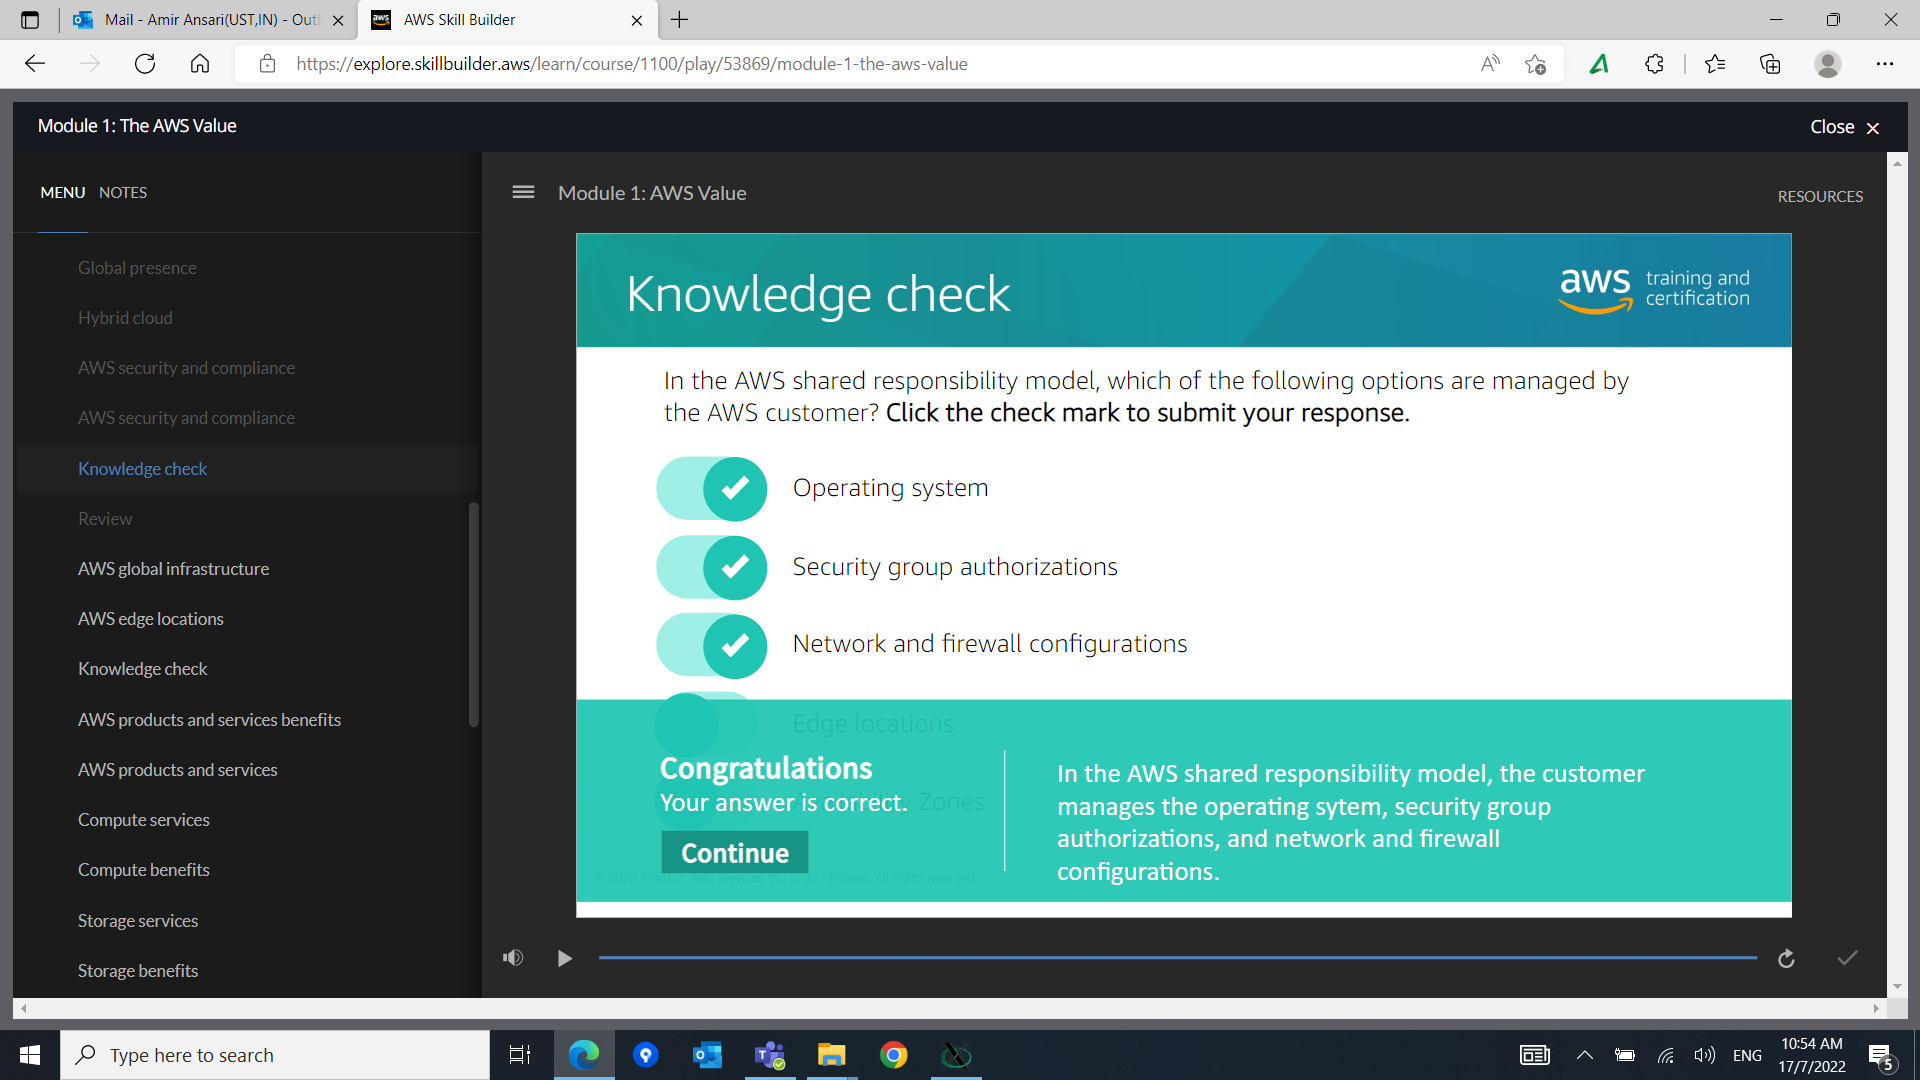 Mail - Amir Ansari(UST,IN) - Out
AWS Skill Builder
https://explore.skillbuilder.aws/learn/course/1100/play/53869/module-1-the-aws-value
Module 1: The AWS Value
Close
MENU
NOTES
Module 1: AWS Value
RESOURCES
Global presence
Hybrid cloud
AWS security and compliance
AWS security and compliance
Knowledge check
Review
AWS global infrastructure
AWS edge locations
Knowledge check
AWS products and services benefits
AWS products and services
Compute services
Compute benefits
Storage services
Storage benefits
Knowledge check
aws training and
certification
In the AWS shared responsibility model, which of the following options are managed by
the AWS customer? Click the check mark to submit your response.
Operating system
Security group authorizations
Network and firewall configurations
Edge locations
Availability Zones
Congratulations
Your answer is correct.
Continue
In the AWS shared responsibility model, the customer
manages the operating sytem, security group
authorizations, and network and firewall
configurations.
© 2020 Amazon Web Services, Inc. or its Affiliates. All rights reserved.
Type here to search
ENG
10:54 AM
17/7/2022
5